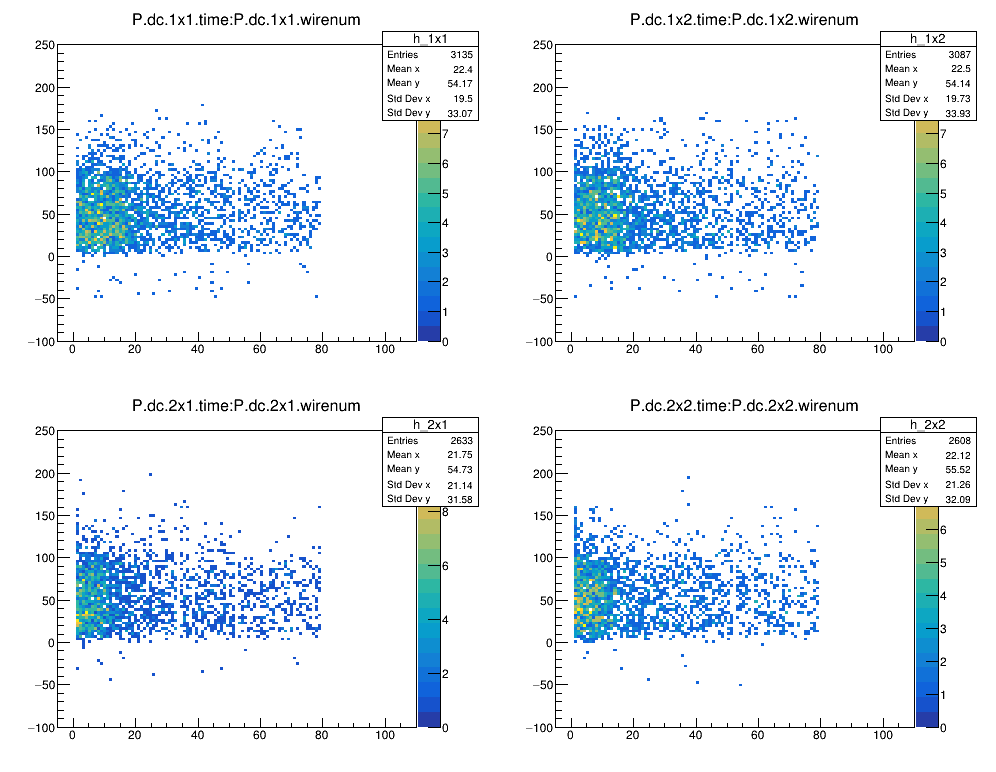 P.dc.1x1.time:P.dc.1x1.wirenum
h_1x1
Entries 3135
Mean x 22.4
Mean y 54.17
Std Dev x 19.5
Std Dev y 33.07
250
200
150
100
50
0
−50
−100
0 20 40 60 80 100
7
6
5
4
3
2
1
0
P.dc.1x2.time:P.dc.1x2.wirenum
h_1x2
Entries 3087
Mean x 22.5
Mean y 54.14
Std Dev x 19.73
Std Dev y 33.93
250
200
150
100
50
0
−50
−100
0 20 40 60 80 100
7
6
5
4
3
2
1
0
P.dc.2x1.time:P.dc.2x1.wirenum
h_2x1
Entries 2633
Mean x 21.75
Mean y 54.73
Std Dev x 21.14
Std Dev y 31.58
250
200
150
100
50
0
−50
−100
0 20 40 60 80 100
8
6
4
2
0
P.dc.2x2.time:P.dc.2x2.wirenum
h_2x2
Entries 2608
Mean x 22.12
Mean y 55.52
Std Dev x 21.26
Std Dev y 32.09
250
200
150
100
50
0
−50
−100
0 20 40 60 80 100
6
5
4
3
2
1
0